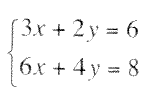 3x + 2y = 6
6x + 4y = 8